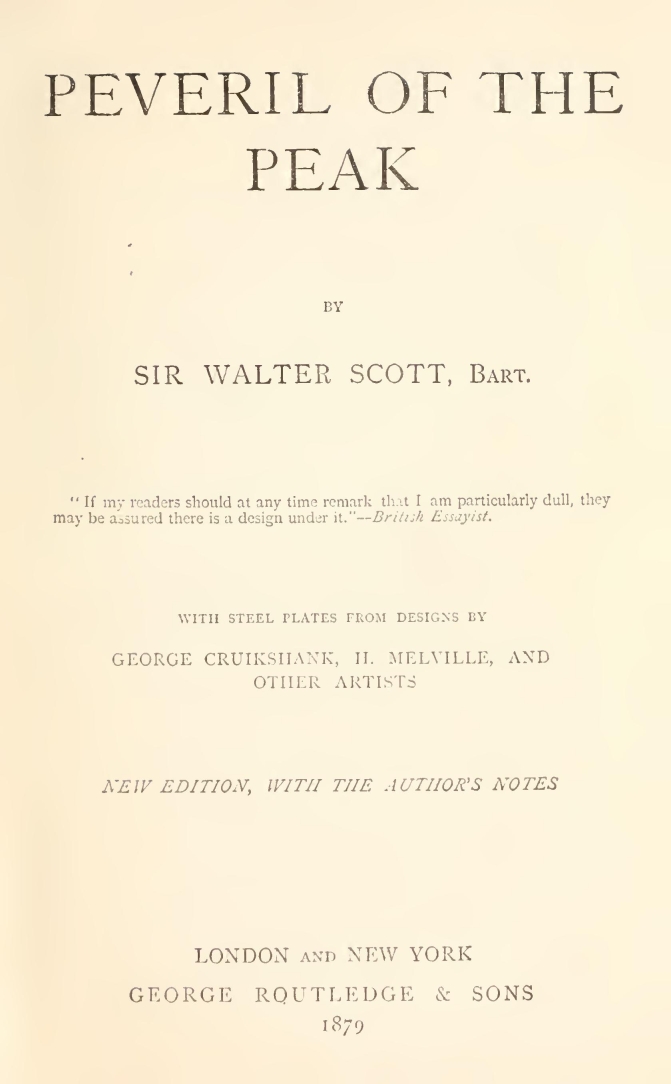 PEVERIL OF THE
PEAK
BY
SIR WALTER SCOTT, BART.
“ If my readers should at any time remark that I am particularly dull, they
may be assured there is a design under it.”—British Essayist.
WITH STEEL PLATES FROM DESIGNS BY
GEORGE CRUIKSHANK, H. MELVILLE, AND
OTHER ARTISTS
NEW EDITION, WITH THE AUTHOR'S NOTES
LONDON AND NEW YORK
GEORGE ROUTLEDGE & SONS
1879